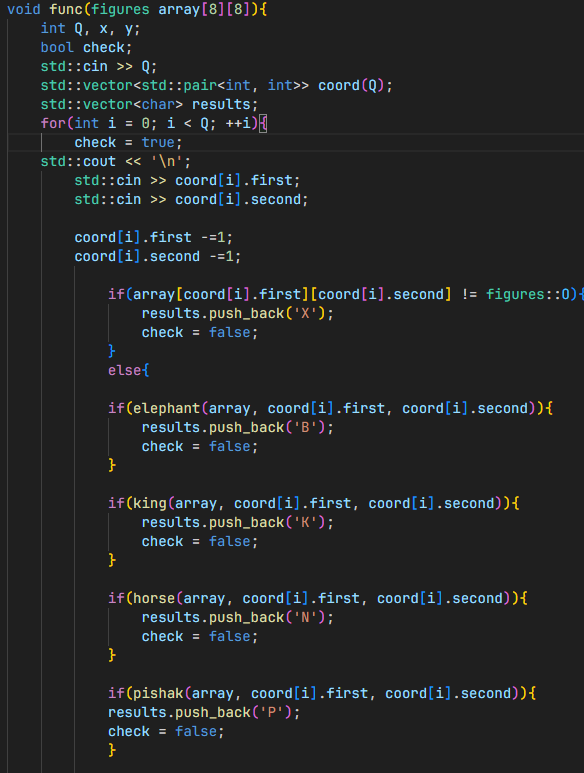 void func(figures array[8][8]){
int Q, x, y;
bool check;
std::cin >> Q;
std::vector<std::pair<int, int>> coord(Q);
std::vector<char> results;
for(int i = 0; i < Q; ++i){
check = true;
std::cout << '\n';
std::cin >> coord[i].first;
std::cin >> coord[i].second;
coord[i].first -=1;
coord[i].second -=1;
if(array[coord[i].first][coord[i].second] != figures::O){
results.push_back('X');
check = false;
}
else{
if(elephant(array, coord[i].first, coord[i].second)){
results.push_back('B');
check = false;
}
if(king(array, coord[i].first, coord[i].second)){
results.push_back('K');
check = false;
}
if(horse(array, coord[i].first, coord[i].second)){
results.push_back('N');
check = false;
}
if(pishak(array, coord[i].first, coord[i].second)){
results.push_back('P');
check = false;
}